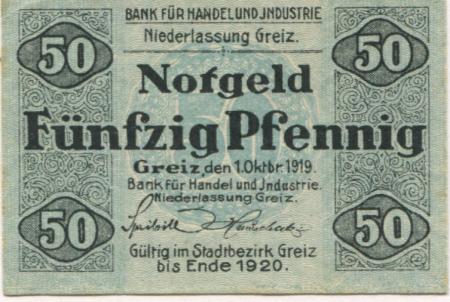 BANK FÜR HANDEL UND JNDUSTRIE
Niederlassung Greiz.
50 50
Notgeld
Fünfzig Pfennig
Greiz, den 1. Oktbr. 1919.
Bank für Handel und Jndustrie.
Niederlassung Greiz.
50 50
Gültig im Stadtbezirk Greiz
bis Ende 1920.